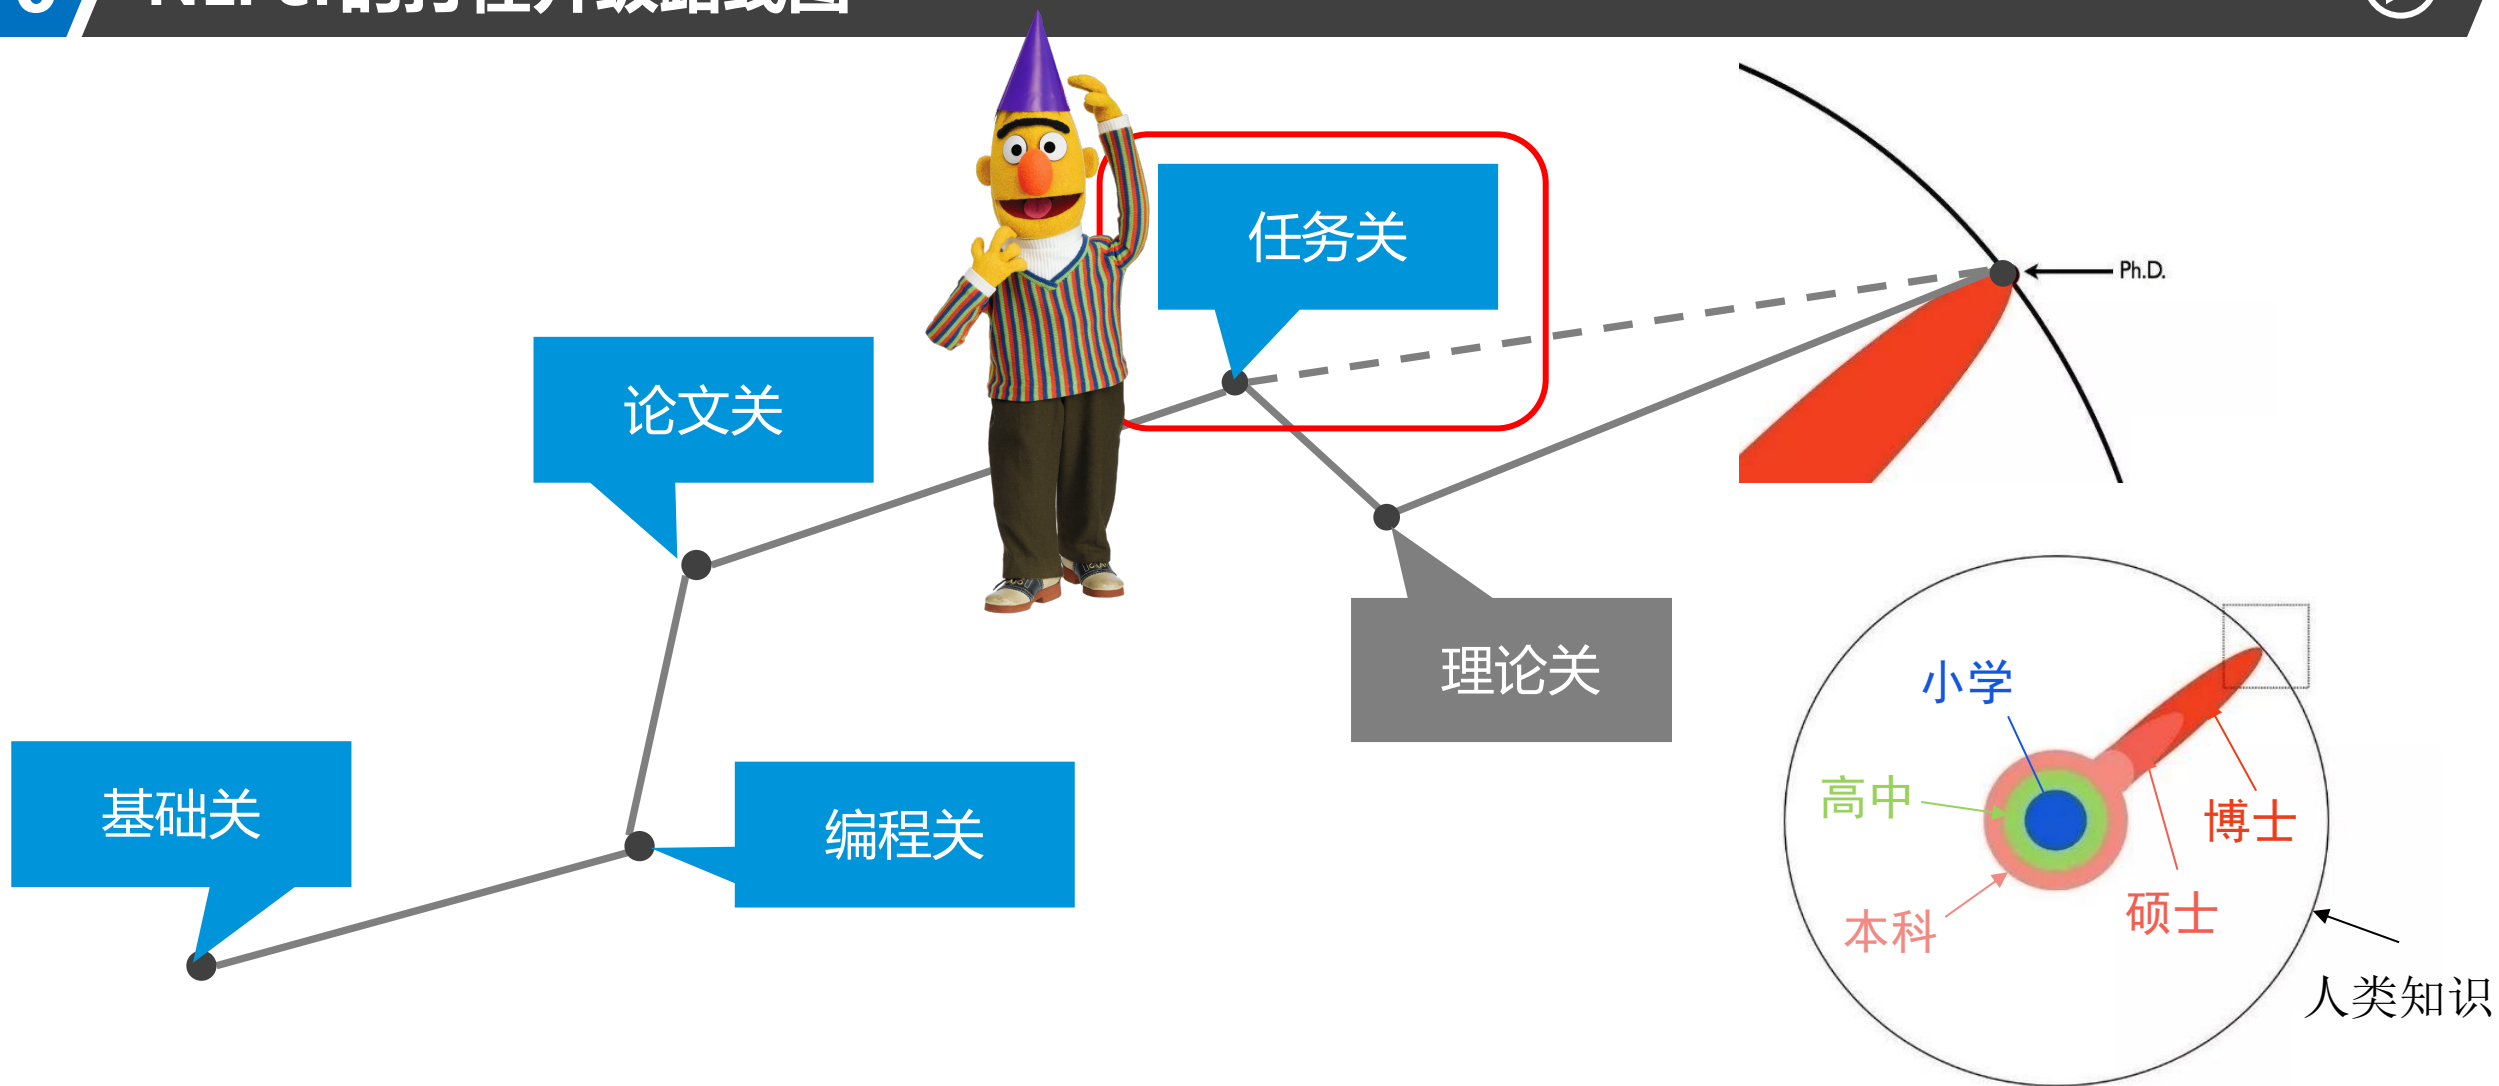 任务关
Ph.D.
论文关
理论关
基础关
编程关
小学
高中
博士
硕士
本科
人类知识